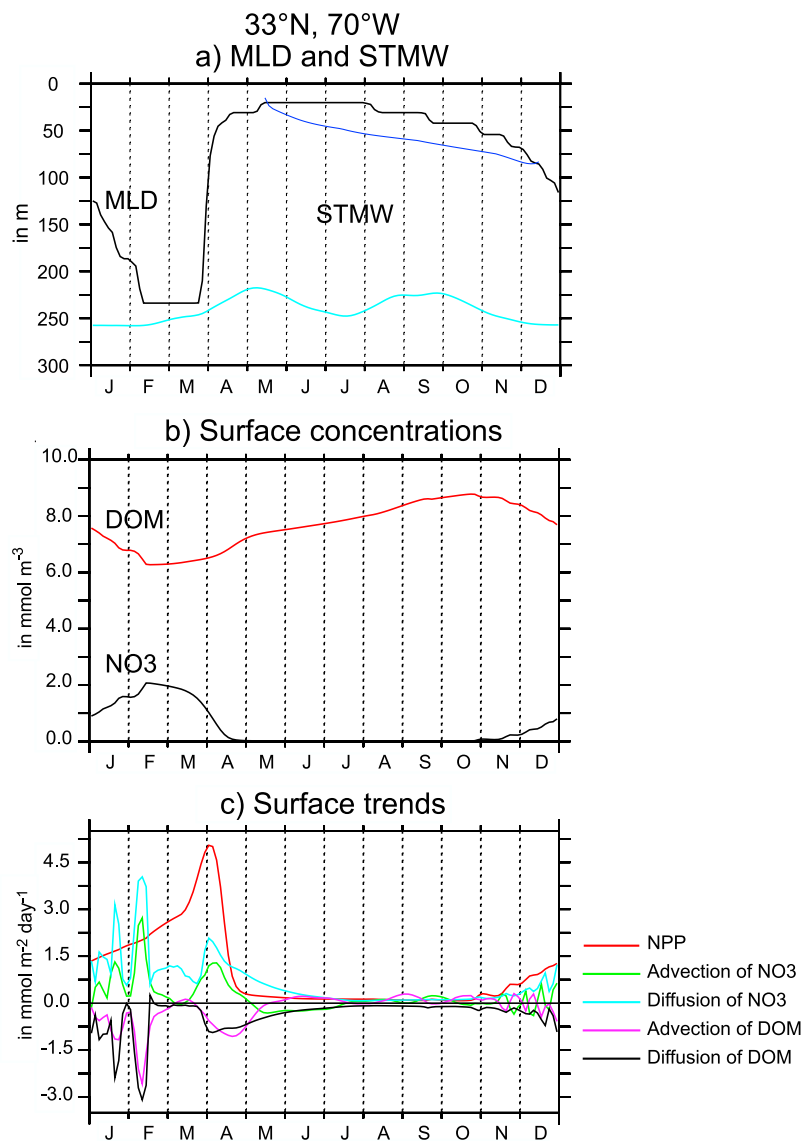 33°N, 70°W
a) MLD and STMW
in m
0
50
100
150
200
250
300
MLD
STMW
J F M A M J J A S O N D
b) Surface concentrations
in mmol m-3
10.0
8.0
6.0
4.0
2.0
0.0
DOM
NO3
J F M A M J J A S O N D
c) Surface trends
in mmol m-2 day-1
4.5
3.0
1.5
0.0
-1.5
-3.0
J F M A M J J A S O N D
NPP
Advection of NO3
Diffusion of NO3
Advection of DOM
Diffusion of DOM